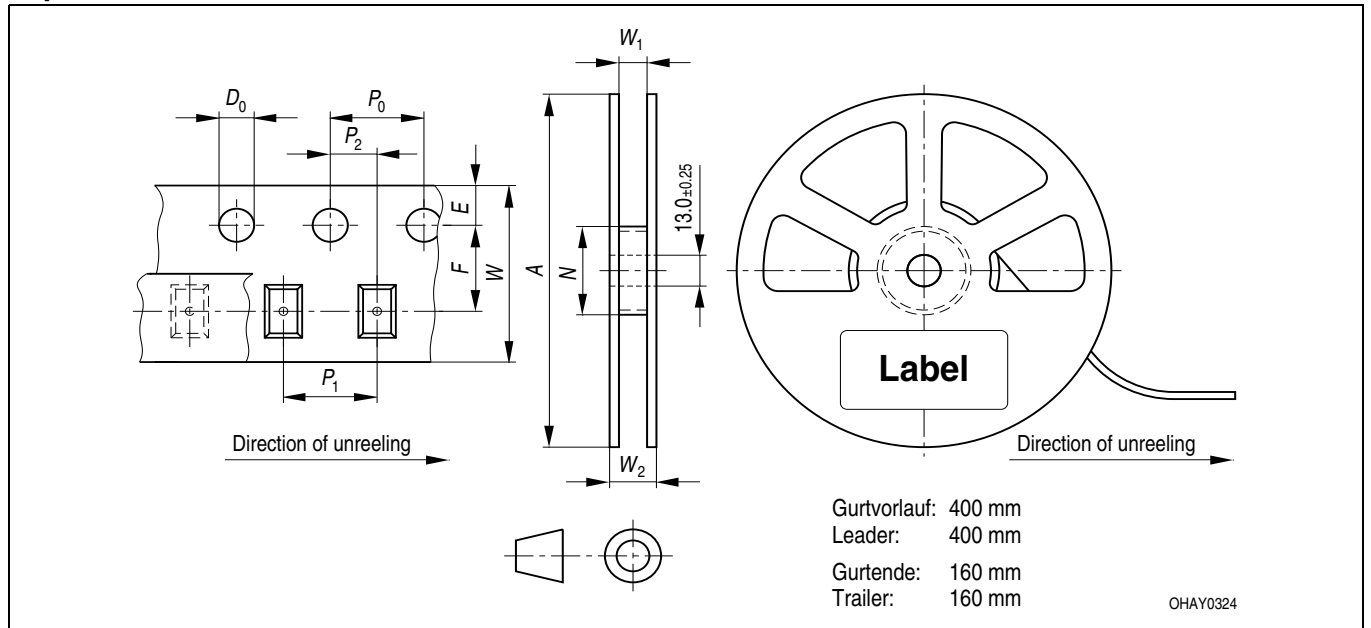 W₁
D₀
P₀
P₂
E
F
W
A
N
13.0±0.25
P₁
Label
Direction of unreeling
W₂
Direction of unreeling
Gurtvorlauf: 400 mm
Leader: 400 mm
Gurtende: 160 mm
Trailer: 160 mm
OHAY0324